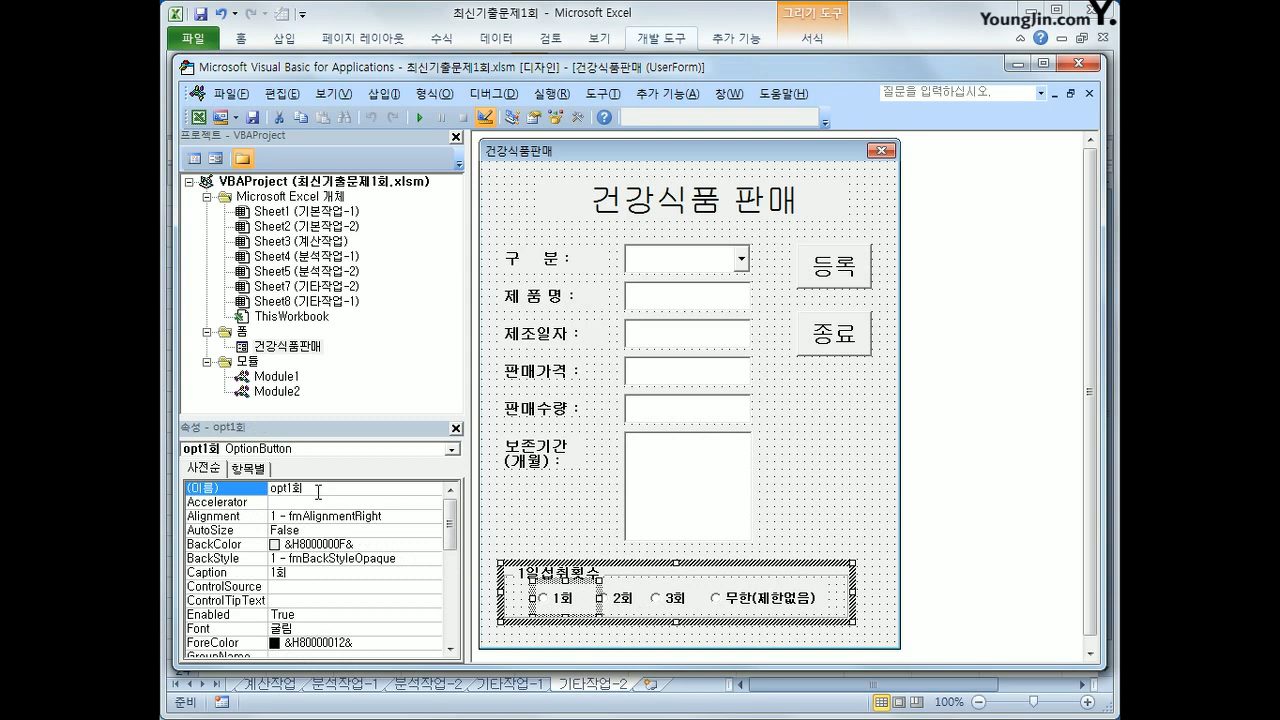 최신기출문제1회.xlsm - Microsoft Excel
그리기 도구
YoungJin.com Y.
파일 홈 삽입 페이지 레이아웃 수식 데이터 검토 보기 개발 도구 추가 기능 서식
Microsoft Visual Basic for Applications - 최신기출문제1회.xlsm [디자인] - [건강식품판매 (UserForm)]
파일(F) 편집(E) 보기(V) 삽입(I) 형식(O) 디버그(D) 실행(R) 도구(T) 추가 기능(A) 창(W) 도움말(H) 질문을 입력하십시오.
프로젝트 - VBAProject
VBAProject (최신기출문제1회.xlsm)
Microsoft Excel 개체
Sheet1 (기본작업-1)
Sheet2 (기본작업-2)
Sheet3 (계산작업)
Sheet4 (분석작업-1)
Sheet5 (분석작업-2)
Sheet7 (기타작업-2)
Sheet8 (기타작업-1)
ThisWorkbook
폼
건강식품판매
모듈
Module1
Module2
속성 - opt1회
opt1회 OptionButton
사전순 항목별
(이름) opt1회
Accelerator
Alignment 1 - fmAlignmentRight
AutoSize False
BackColor &H8000000F&
BackStyle 1 - fmBackStyleOpaque
Caption 1회
ControlSource
ControlTipText
Enabled True
Font 굴림
ForeColor &H80000012&
건강식품판매
건강식품 판매
구 분 :
제 품 명 :
제조일자 :
판매가격 :
판매수량 :
보존기간
(개월) :
등록
종료
1일섭취횟수
1회 2회 3회 무한(제한없음)
계산작업 분석작업-1 분석작업-2 기타작업-1 기타작업-2
준비 100%